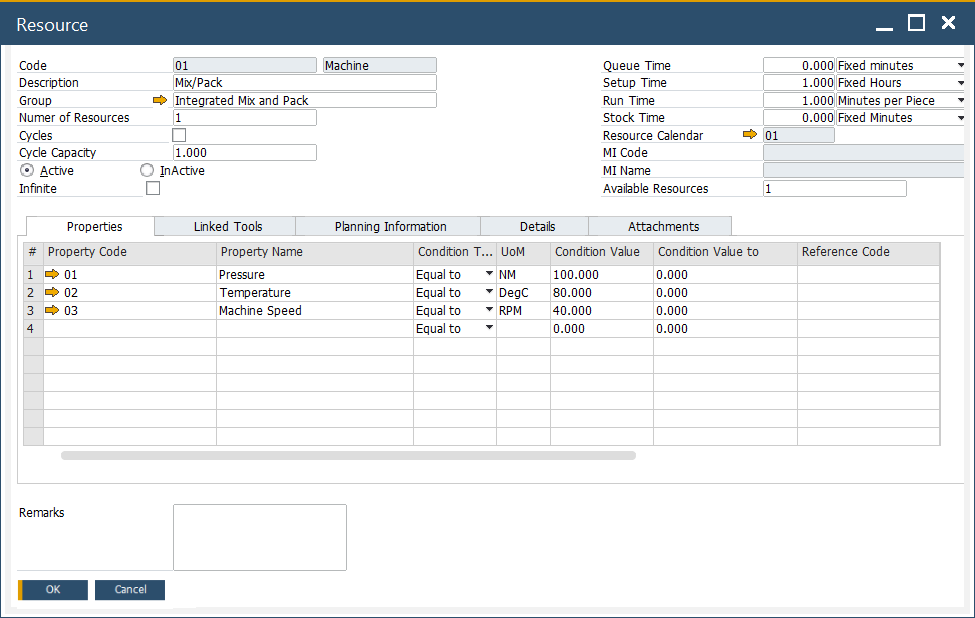 Resource
Code 01 Machine Queue Time 0.000 Fixed minutes
Description Mix/Pack Setup Time 1.000 Fixed Hours
Group Integrated Mix and Pack Run Time 1.000 Minutes per Piece
Numer of Resources 1 Stock Time 0.000 Fixed Minutes
Cycles Resource Calendar 01
Cycle Capacity 1.000 MI Code
Active InActive MI Name
Infinite Available Resources 1
Properties Linked Tools Planning Information Details Attachments
# Property Code Property Name Condition T... UoM Condition Value Condition Value to Reference Code
1 01 Pressure Equal to NM 100.000 0.000
2 02 Temperature Equal to DegC 80.000 0.000
3 03 Machine Speed Equal to RPM 40.000 0.000
4 Equal to 0.000 0.000
Remarks
OK Cancel